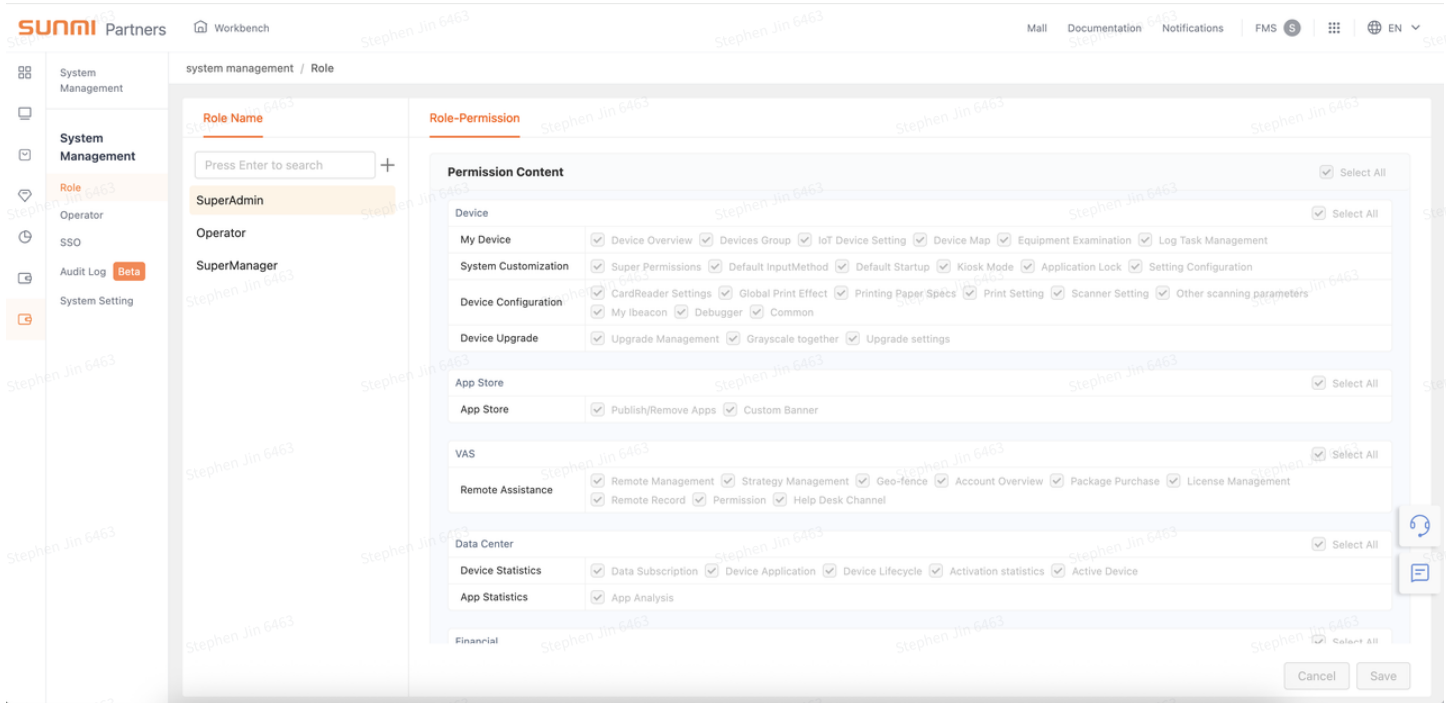 SUNMI Partners
Workbench
Mall
Documentation
Notifications
FMS S
EN
System Management
system management / Role
System Management
Role
Operator
SSO
Audit Log Beta
System Setting
Role Name
Press Enter to search
SuperAdmin
Operator
SuperManager
Role-Permission
Permission Content
Select All
Device
Select All
My Device
Device Overview Devices Group IoT Device Setting Device Map Equipment Examination Log Task Management
System Customization
Super Permissions Default InputMethod Default Startup Kiosk Mode Application Lock Setting Configuration
Device Configuration
CardReader Settings Global Print Effect Printing Paper Specs Print Setting Scanner Setting Other scanning parameters
My Ibeacon Debugger Common
Device Upgrade
Upgrade Management Grayscale together Upgrade settings
App Store
Select All
App Store
Publish/Remove Apps Custom Banner
VAS
Select All
Remote Assistance
Remote Management Strategy Management Geo-fence Account Overview Package Purchase License Management
Remote Record Permission Help Desk Channel
Data Center
Select All
Device Statistics
Data Subscription Device Application Device Lifecycle Activation statistics Active Device
App Statistics
App Analysis
Financial
Select All
Cancel
Save
Stephen Jin 6463